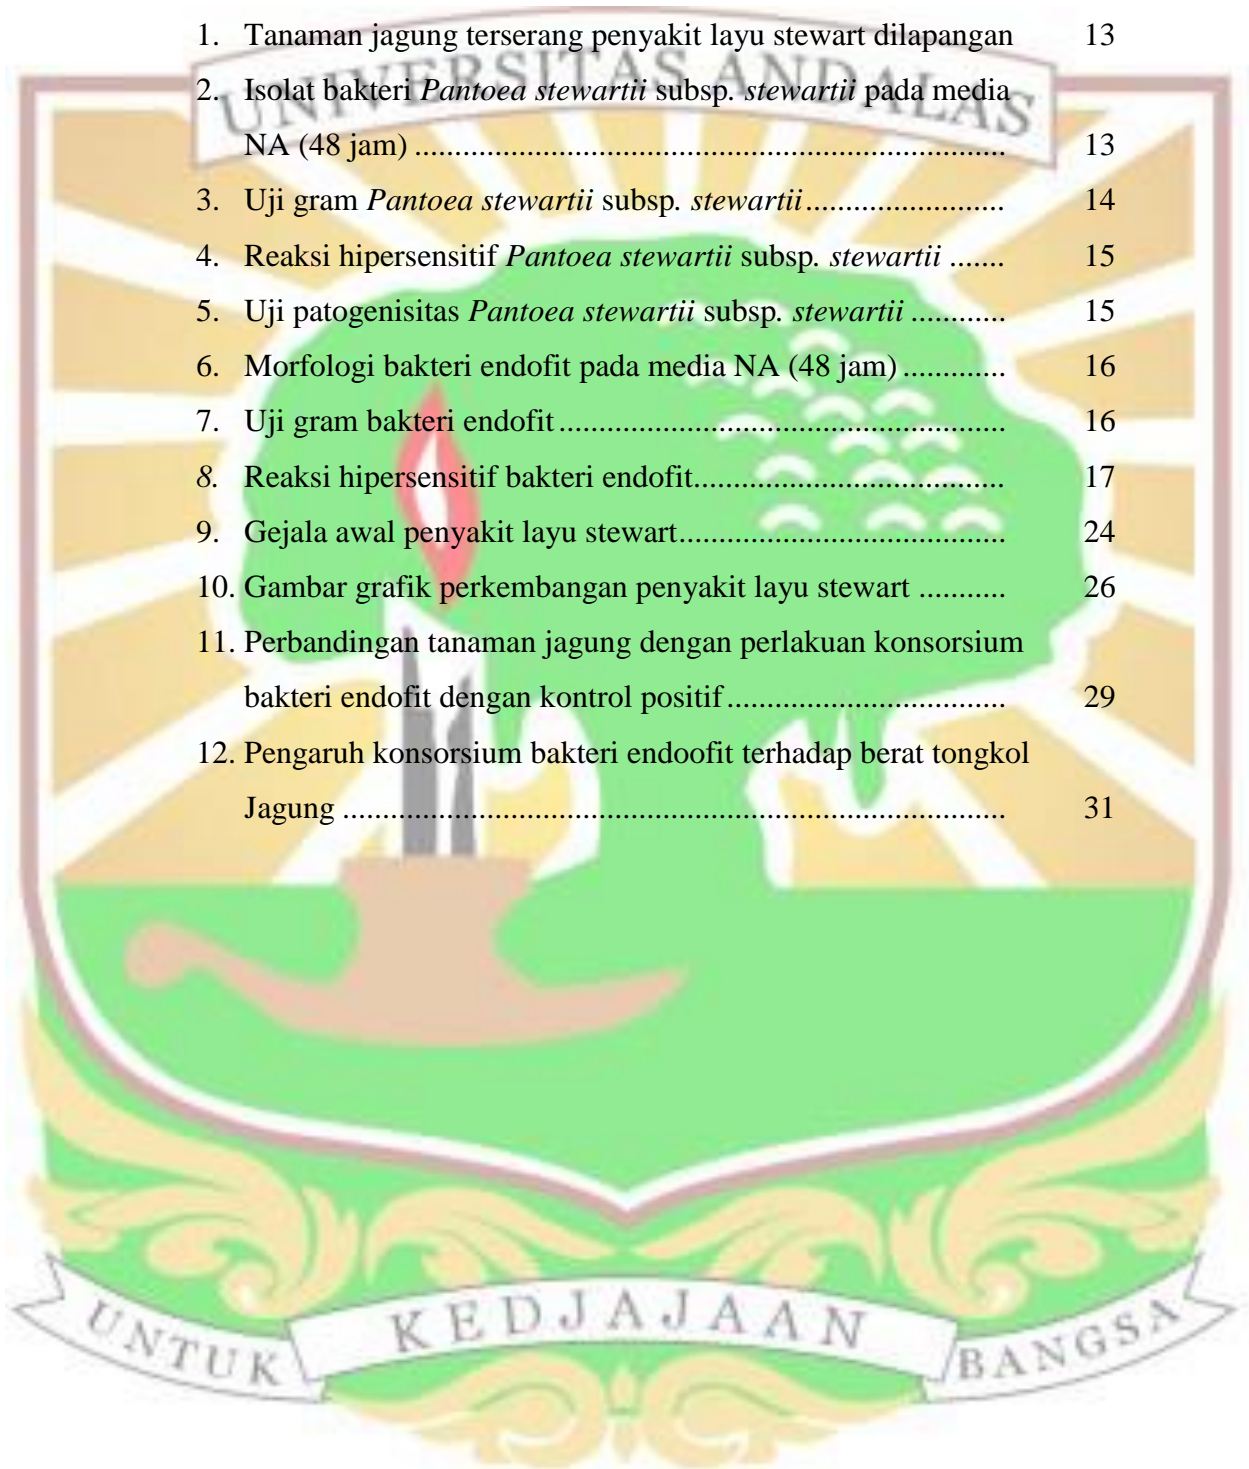 1. Tanaman jagung terserang penyakit layu stewart dilapangan 13
UNIVERSITAS ANDALAS
2. Isolat bakteri Pantoea stewartii subsp. stewartii pada media
NA (48 jam) .......................................................................... 13
3. Uji gram Pantoea stewartii subsp. stewartii ......................... 14
4. Reaksi hipersensitif Pantoea stewartii subsp. stewartii ....... 15
5. Uji patogenisitas Pantoea stewartii subsp. stewartii ............ 15
6. Morfologi bakteri endofit pada media NA (48 jam) ............. 16
7. Uji gram bakteri endofit ........................................................ 16
8. Reaksi hipersensitif bakteri endofit....................................... 17
9. Gejala awal penyakit layu stewart......................................... 24
10. Gambar grafik perkembangan penyakit layu stewart ........... 26
11. Perbandingan tanaman jagung dengan perlakuan konsorsium
bakteri endofit dengan kontrol positif ................................... 29
12. Pengaruh konsorsium bakteri endoofit terhadap berat tongkol
Jagung ................................................................................... 31
UNTUK KEDJAJAAN BANGSA